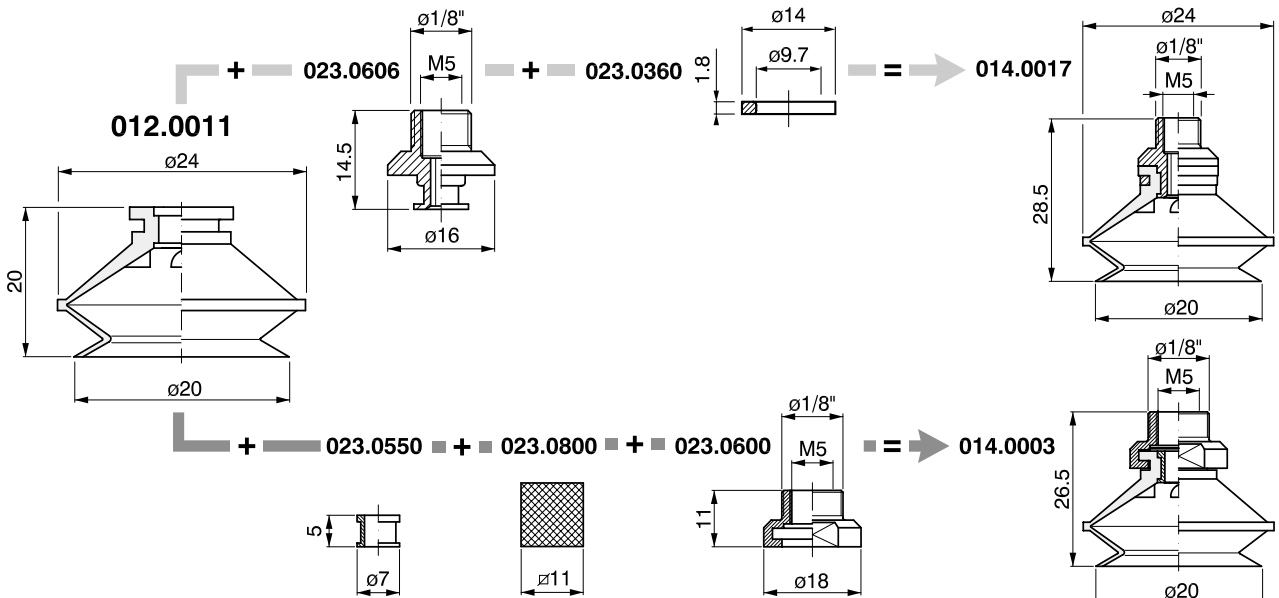 ø1/8"
M5
+ 023.0606 + 023.0360 = 014.0017
14.5
ø16
ø14
ø9.7
1.8
ø24
ø1/8"
M5
28.5
ø20
012.0011
ø24
20
ø20
+ 023.0550 + 023.0800 + 023.0600 = 014.0003
5
ø7
⌀11
ø1/8"
M5
11
ø18
ø1/8"
M5
26.5
ø20